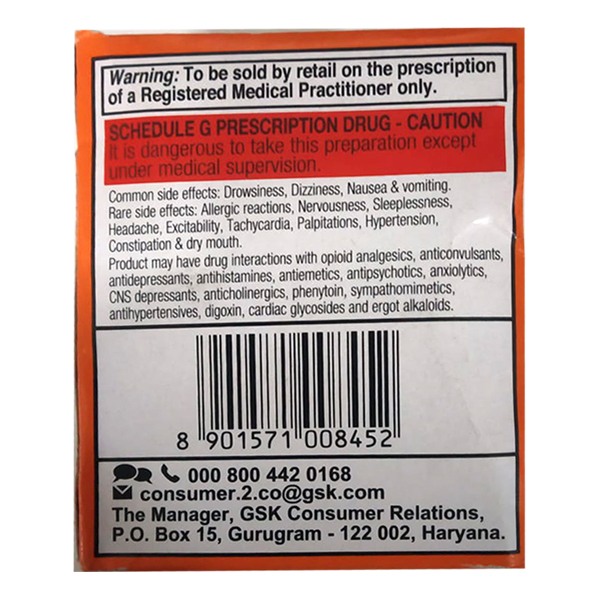 Warning: To be sold by retail on the prescription
of a Registered Medical Practitioner only.
SCHEDULE G PRESCRIPTION DRUG - CAUTION
It is dangerous to take this preparation except
under medical supervision.
Common side effects: Drowsiness, Dizziness, Nausea & vomiting.
Rare side effects: Allergic reactions, Nervousness, Sleeplessness,
Headache, Excitability, Tachycardia, Palpitations, Hypertension,
Constipation & dry mouth.
Product may have drug interactions with opioid analgesics, anticonvulsants,
antidepressants, antihistamines, antiemetics, antipsychotics, anxiolytics,
CNS depressants, anticholinergics, phenytoin, sympathomimetics,
antihypertensives, digoxin, cardiac glycosides and ergot alkaloids.
8 901571 008452
000 800 442 0168
consumer.2.co@gsk.com
The Manager, GSK Consumer Relations,
P.O. Box 15, Gurugram - 122 002, Haryana.